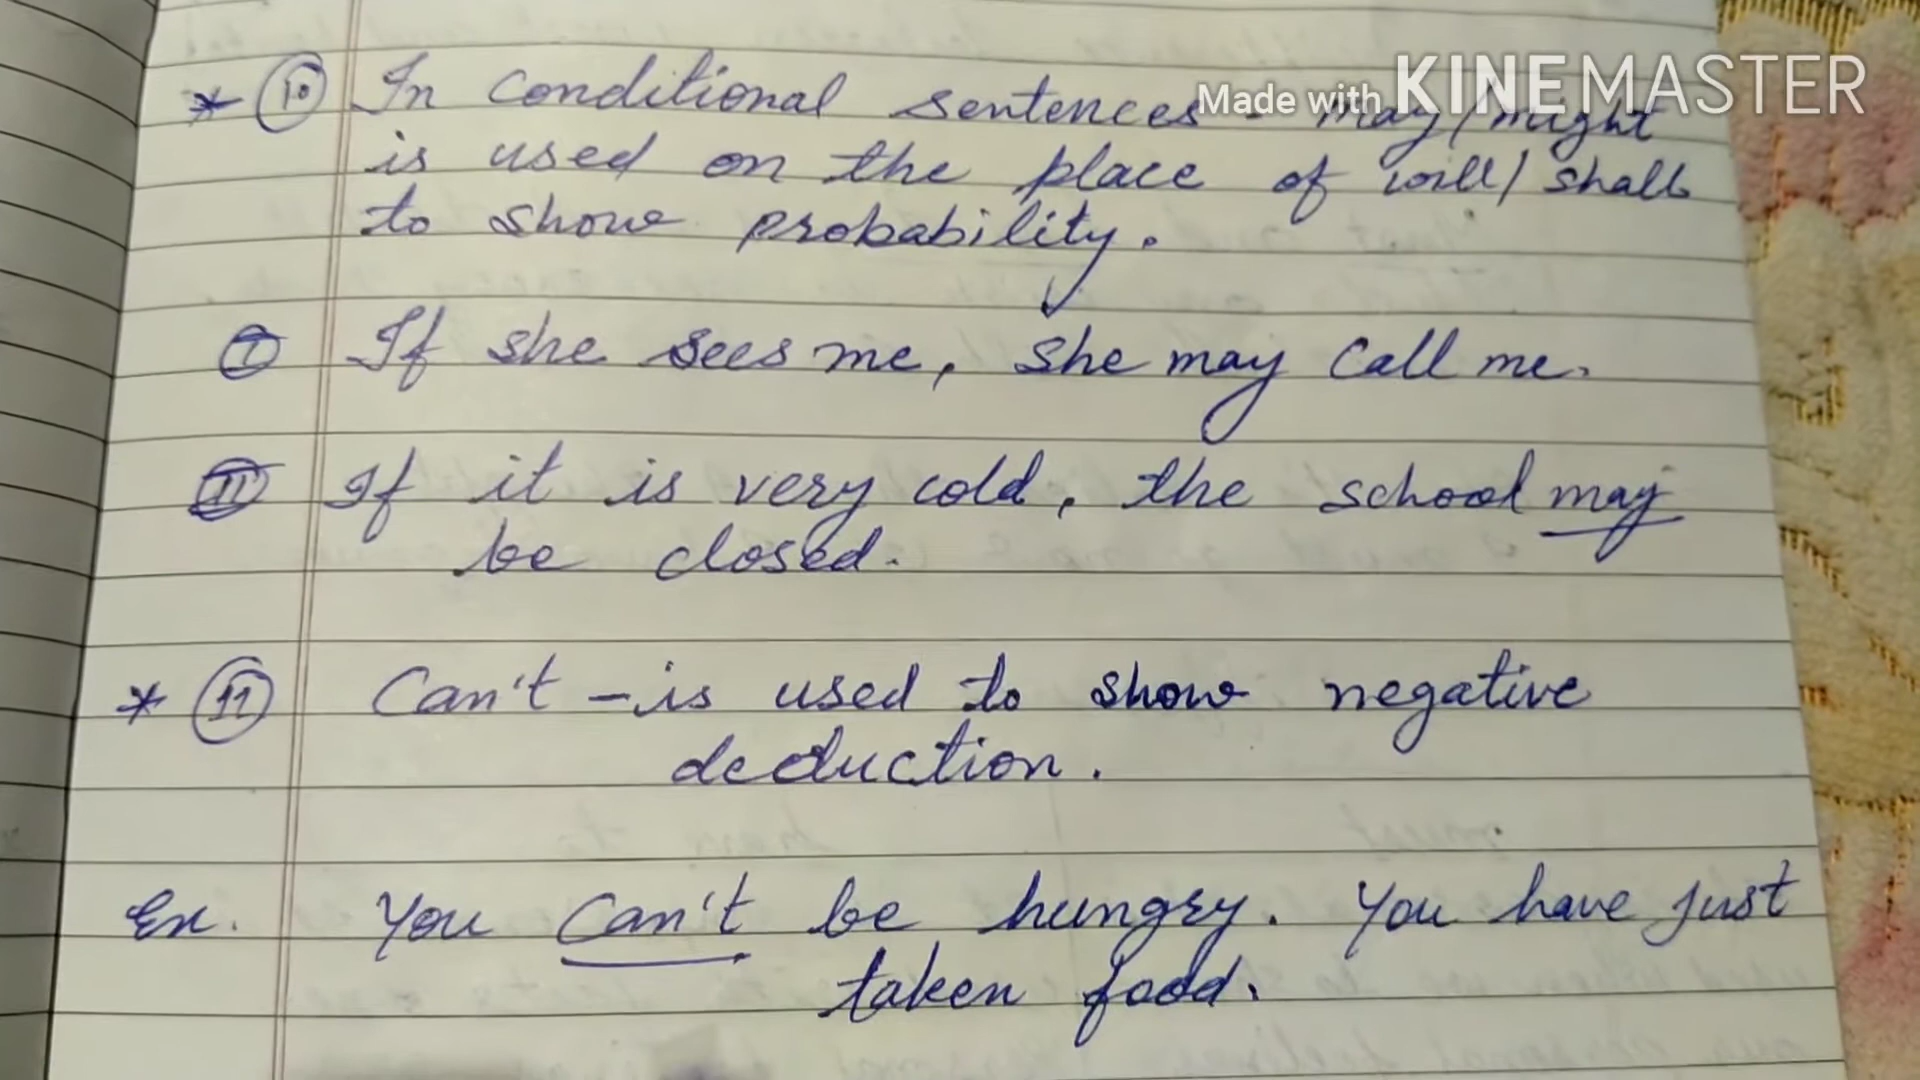 Made with KINEMASTER
* 10 In conditional sentences - may/might
is used on the place of will/shall
to show probability.
I If she sees me, She may Call me.
II If it is very cold, the school may
be closed.
* 11 Can't - is used to show negative
deduction.
Ex. You Can't be hungry. You have just
taken food.